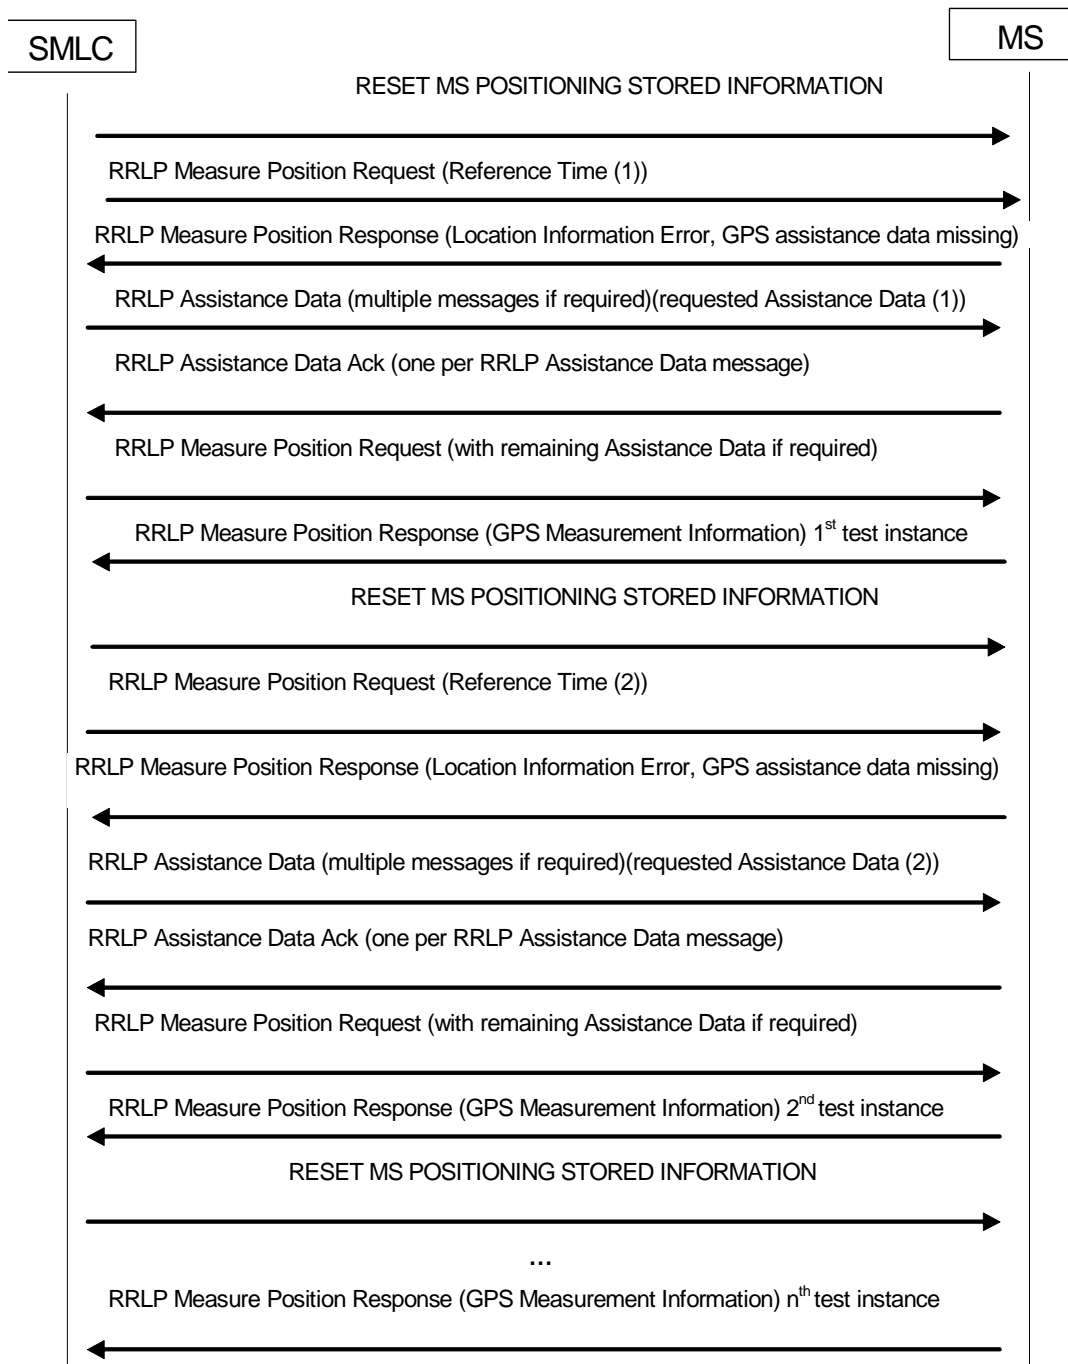 SMLC
MS
RESET MS POSITIONING STORED INFORMATION
RRLP Measure Position Request (Reference Time (1))
RRLP Measure Position Response (Location Information Error, GPS assistance data missing)
RRLP Assistance Data (multiple messages if required)(requested Assistance Data (1))
RRLP Assistance Data Ack (one per RRLP Assistance Data message)
RRLP Measure Position Request (with remaining Assistance Data if required)
RRLP Measure Position Response (GPS Measurement Information) 1st test instance
RESET MS POSITIONING STORED INFORMATION
RRLP Measure Position Request (Reference Time (2))
RRLP Measure Position Response (Location Information Error, GPS assistance data missing)
RRLP Assistance Data (multiple messages if required)(requested Assistance Data (2))
RRLP Assistance Data Ack (one per RRLP Assistance Data message)
RRLP Measure Position Request (with remaining Assistance Data if required)
RRLP Measure Position Response (GPS Measurement Information) 2nd test instance
RESET MS POSITIONING STORED INFORMATION
...
RRLP Measure Position Response (GPS Measurement Information) nth test instance